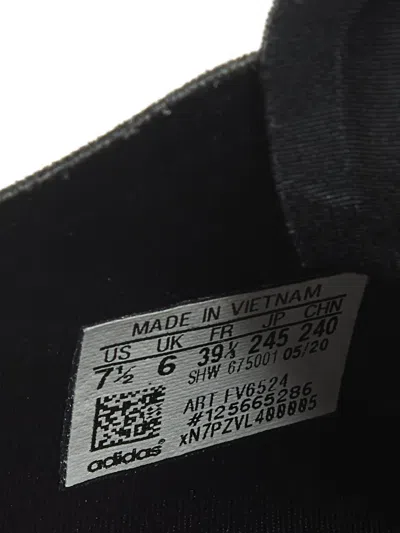 MADE IN VIETNAM
US UK FR JP CHN
7½ 6 39⅓ 245 240
SHW 675001 05/20
ART FV6524
#125665286
xN7PZVL400005
adidas